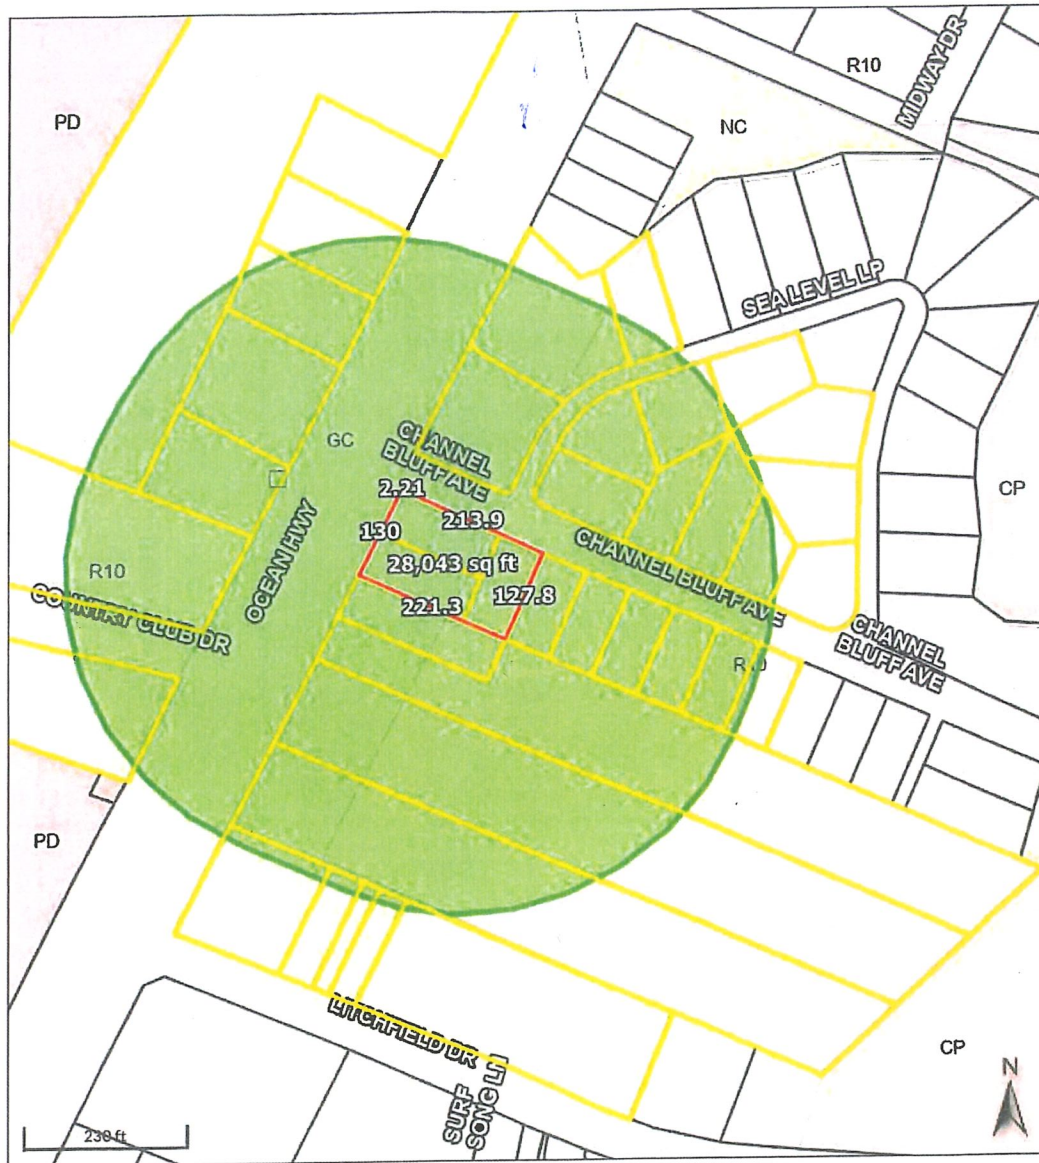 R10
MIDWAY DR
PD
NC
SEA LEVEL LP
GC
CHANNEL
BLUFF AVE
2.21
213.9
130
28,043 sq ft
127.8
221.3
CP
OCEAN HWY
CHANNEL BLUFF AVE
R10
COUNTRY CLUB DR
CHANNEL
BLUFF AVE
PD
LITCHFIELD DR
SURF
SONG LN
CP
N
230 ft